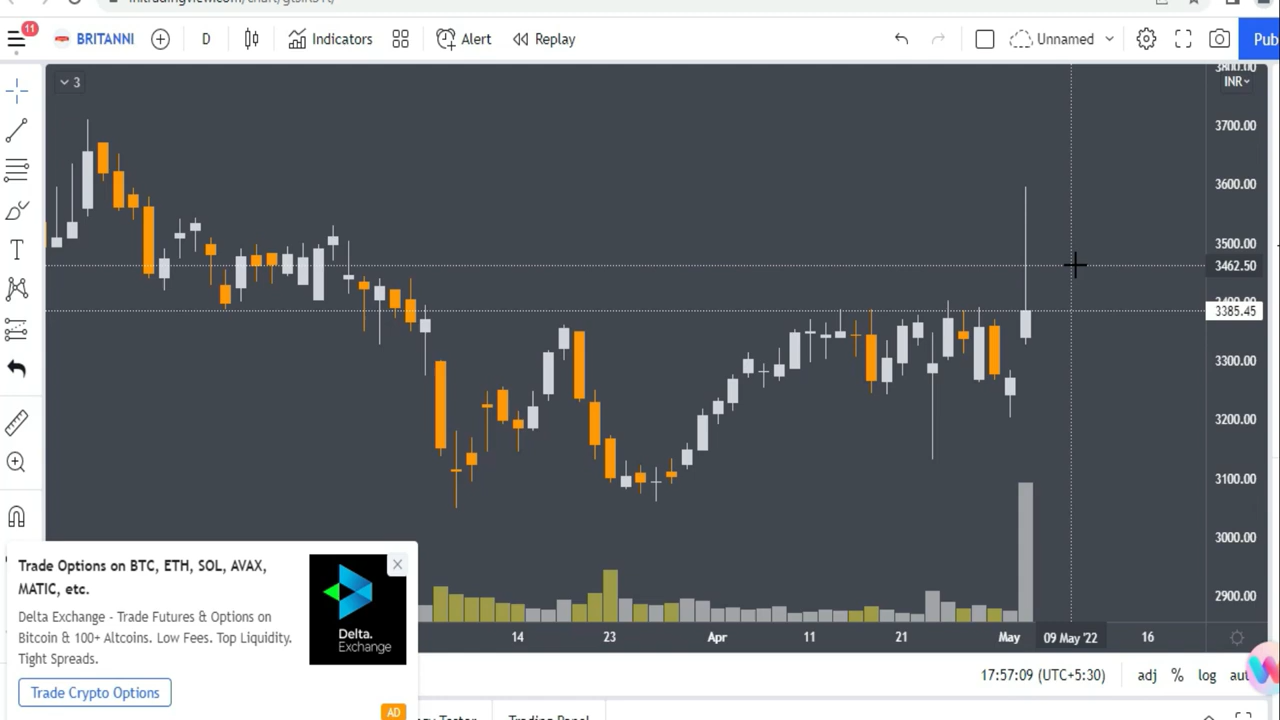 11
BRITANNI
D
Indicators
Alert
Replay
Unnamed
Pub
3
INR
3700.00
3600.00
3500.00
3462.50
3385.45
3300.00
3200.00
3100.00
3000.00
2900.00
14
23
Apr
11
21
May
09 May '22
16
17:57:09 (UTC+5:30)
adj
%
log
Trade Options on BTC, ETH, SOL, AVAX,
MATIC, etc.
Delta Exchange - Trade Futures & Options on
Bitcoin & 100+ Altcoins. Low Fees. Top Liquidity.
Tight Spreads.
Delta.
Exchange
Trade Crypto Options
AD